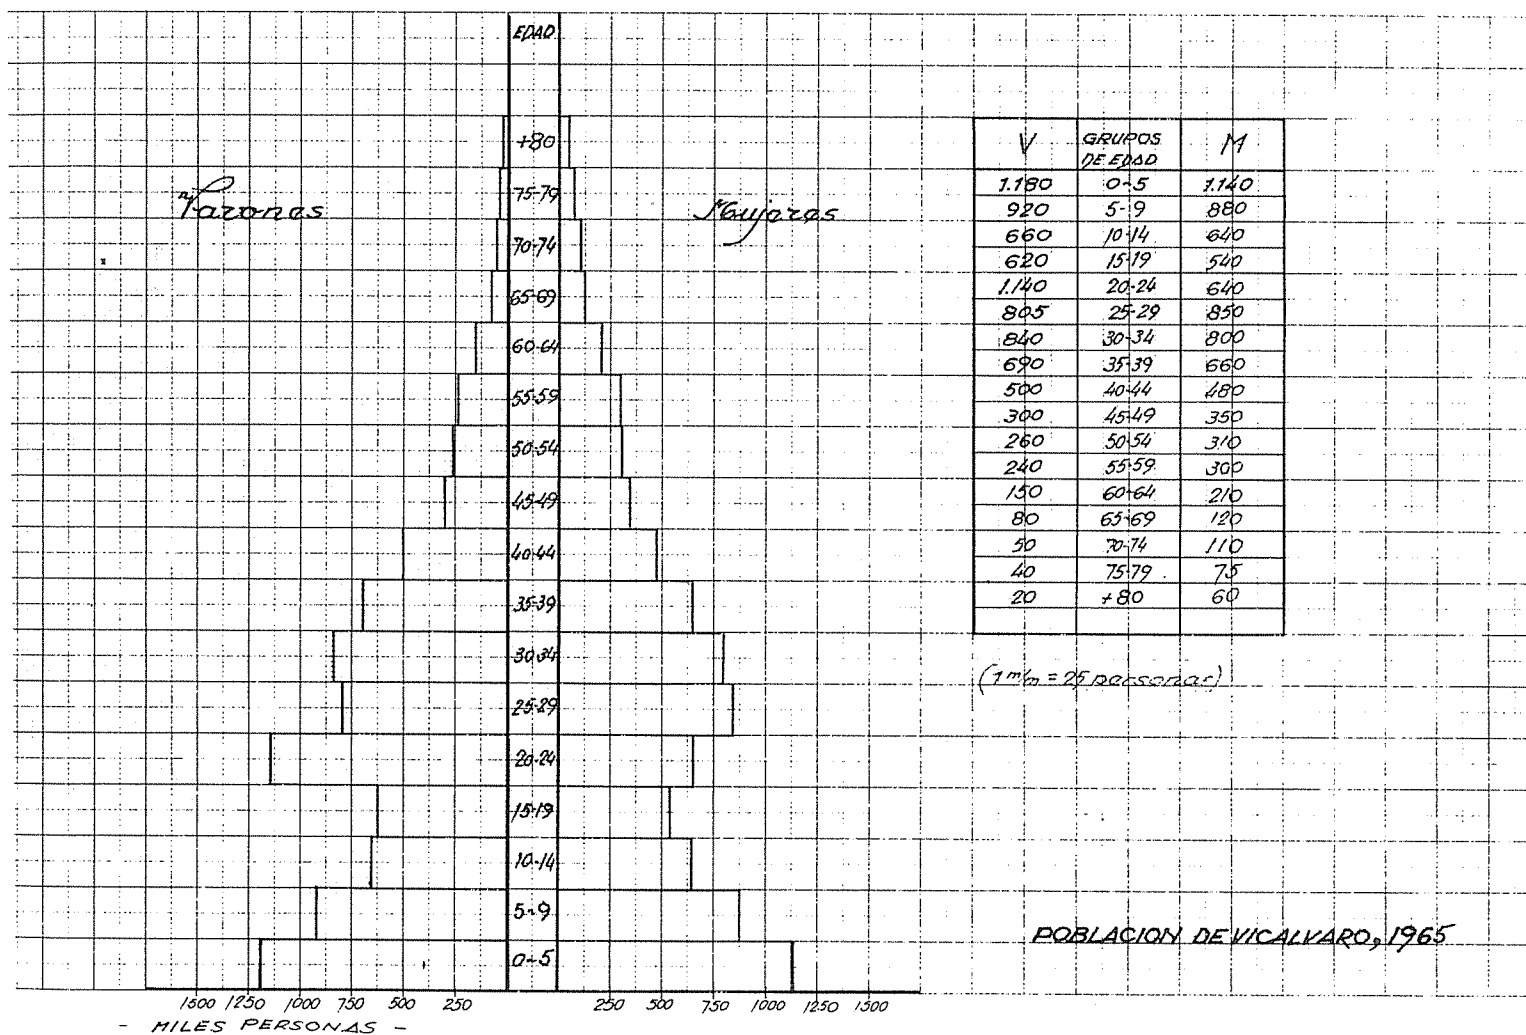 EDAD
+80
75-79
70-74
65-69
60-64
55-59
50-54
45-49
40-44
35-39
30-34
25-29
20-24
15-19
10-14
5-9
0-5
Varones
Mujeres
1500 1250 1000 750 500 250
250 500 750 1000 1250 1500
- MILES PERSONAS -
V GRUPOS DE EDAD M
1.180 0-5 1.140
920 5-9 880
660 10-14 640
620 15-19 540
1.140 20-24 640
805 25-29 850
840 30-34 800
690 35-39 660
500 40-44 480
300 45-49 350
260 50-54 310
240 55-59 300
150 60-64 210
80 65-69 120
50 70-74 110
40 75-79 75
20 +80 60
(1 m/m = 25 personas)
POBLACION DE VICALVARO, 1965